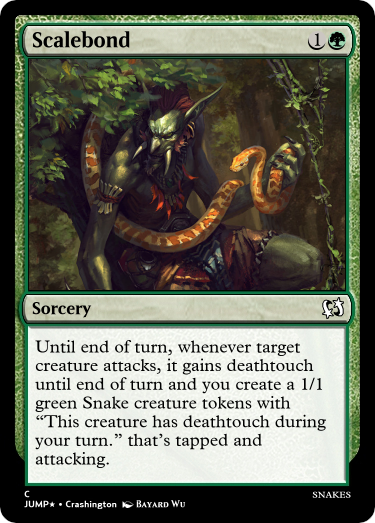 Scalebond 1
Sorcery
Until end of turn, whenever target
creature attacks, it gains deathtouch
until end of turn and you create a 1/1
green Snake creature tokens with
“This creature has deathtouch during
your turn.” that’s tapped and
attacking.
C SNAKES
JUMP★ • Crashington Bayard Wu